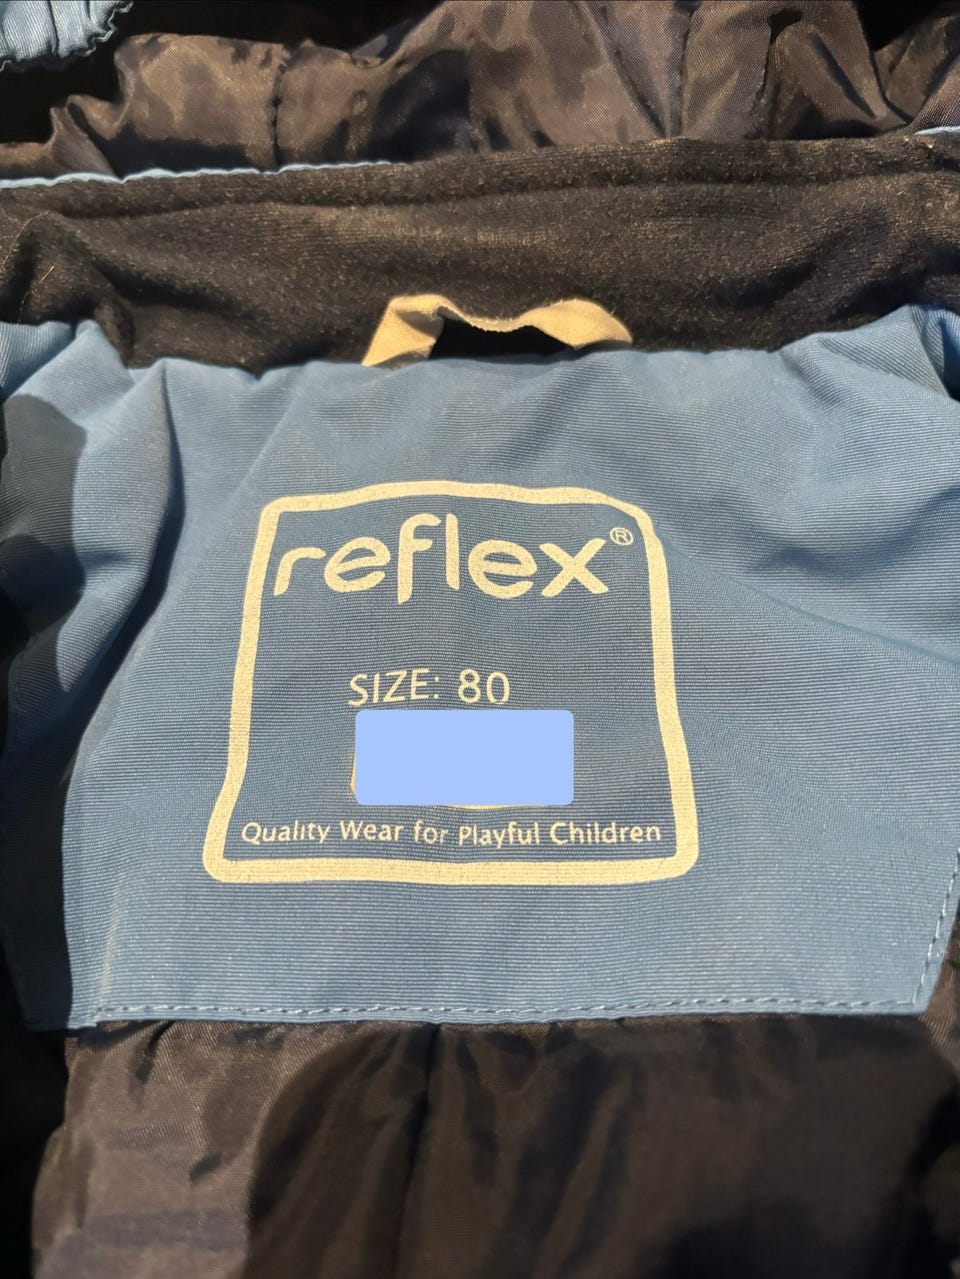 reflex®
SIZE: 80
Quality Wear for Playful Children